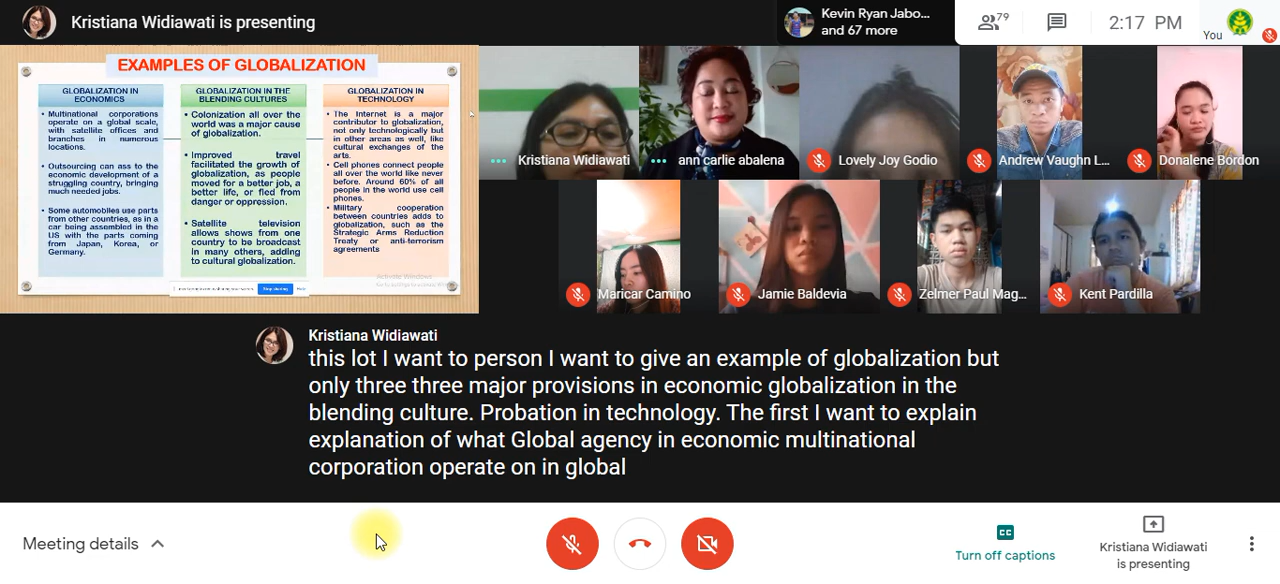 Kristiana Widiawati is presenting
Kevin Ryan Jabo...
and 67 more
79
2:17 PM
You
EXAMPLES OF GLOBALIZATION
GLOBALIZATION IN
ECONOMICS
• Multinational corporations
operate on a global scale,
with satellite offices and
branches in numerous
locations.
• Outsourcing can ass to the
economic development of a
struggling country, bringing
much needed jobs.
• Some automobiles use parts
from other countries, as in a
car being assembled in the
US with the parts coming
from Japan, Korea, or
Germany.
GLOBALIZATION IN THE
BLENDING CULTURES
• Colonization all over the
world was a major cause
of globalization.
• Improved travel
facilitated the growth of
globalization, as people
moved for a better job, a
better life, or fled from
danger or oppression.
• Satellite television
allows shows from one
country to be broadcast
in many others, adding
to cultural globalization.
GLOBALIZATION IN
TECHNOLOGY
• The Internet is a major
contributor to globalization,
not only technologically but
in other areas as well, like
cultural exchanges of the
arts.
• Cell phones connect people
all over the world like never
before. Around 60% of all
people in the world use cell
phones.
• Military cooperation
between countries adds to
globalization, such as the
Strategic Arms Reduction
Treaty or anti-terrorism
agreements
Activate Windows
Stop sharing
Hide
Kristiana Widiawati
ann carlie abalena
Lovely Joy Godio
Andrew Vaughn L...
Donalene Bordon
Maricar Camino
Jamie Baldevia
Zelmer Paul Mag...
Kent Pardilla
Kristiana Widiawati
this lot I want to person I want to give an example of globalization but
only three three major provisions in economic globalization in the
blending culture. Probation in technology. The first I want to explain
explanation of what Global agency in economic multinational
corporation operate on in global
Meeting details
CC
Turn off captions
Kristiana Widiawati
is presenting